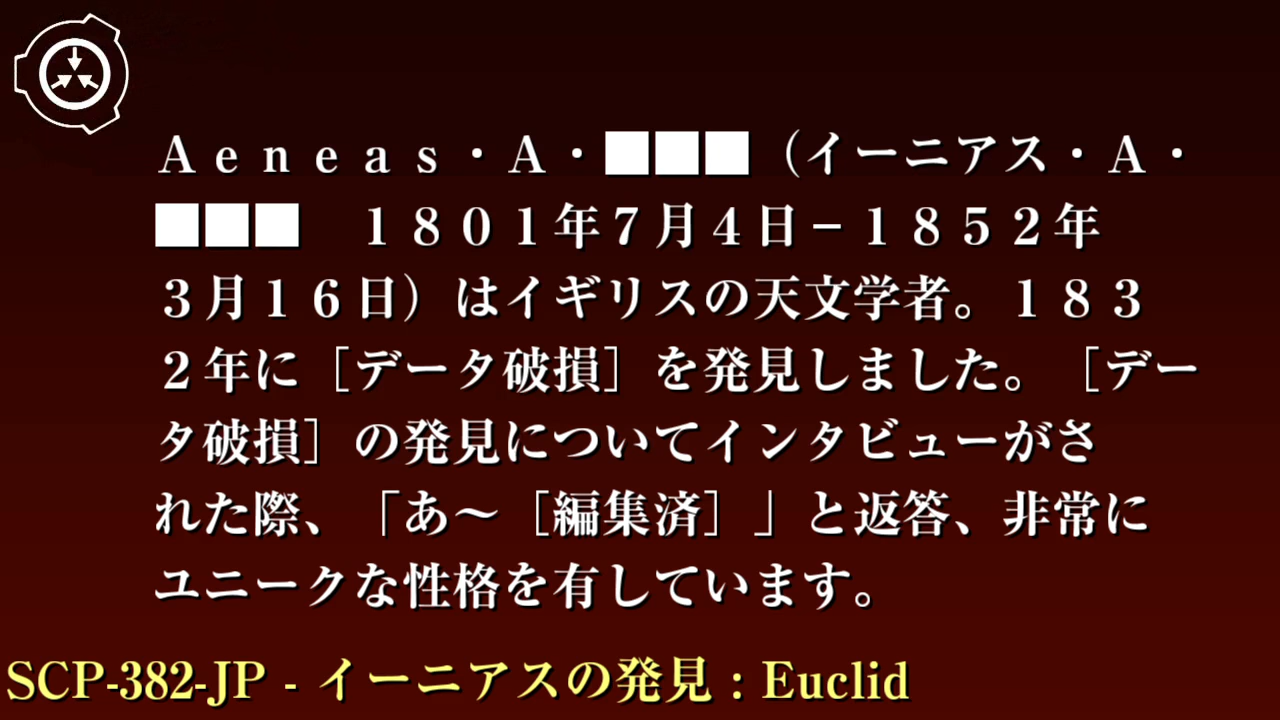 Ａｅｎｅａｓ・Ａ・■■■（イーニアス・Ａ・
■■■　１８０１年７月４日－１８５２年
３月１６日）はイギリスの天文学者。１８３
２年に［データ破損］を発見しました。［デー
タ破損］の発見についてインタビューがさ
れた際、「あ～［編集済］」と返答、非常に
ユニークな性格を有しています。
SCP-382-JP - イーニアスの発見 : Euclid